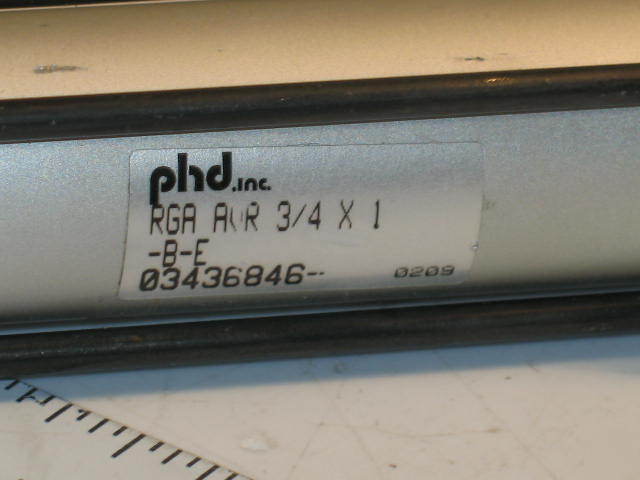 phd.inc.
RGA 3/4 X 1
-B-E
03436846--
0209